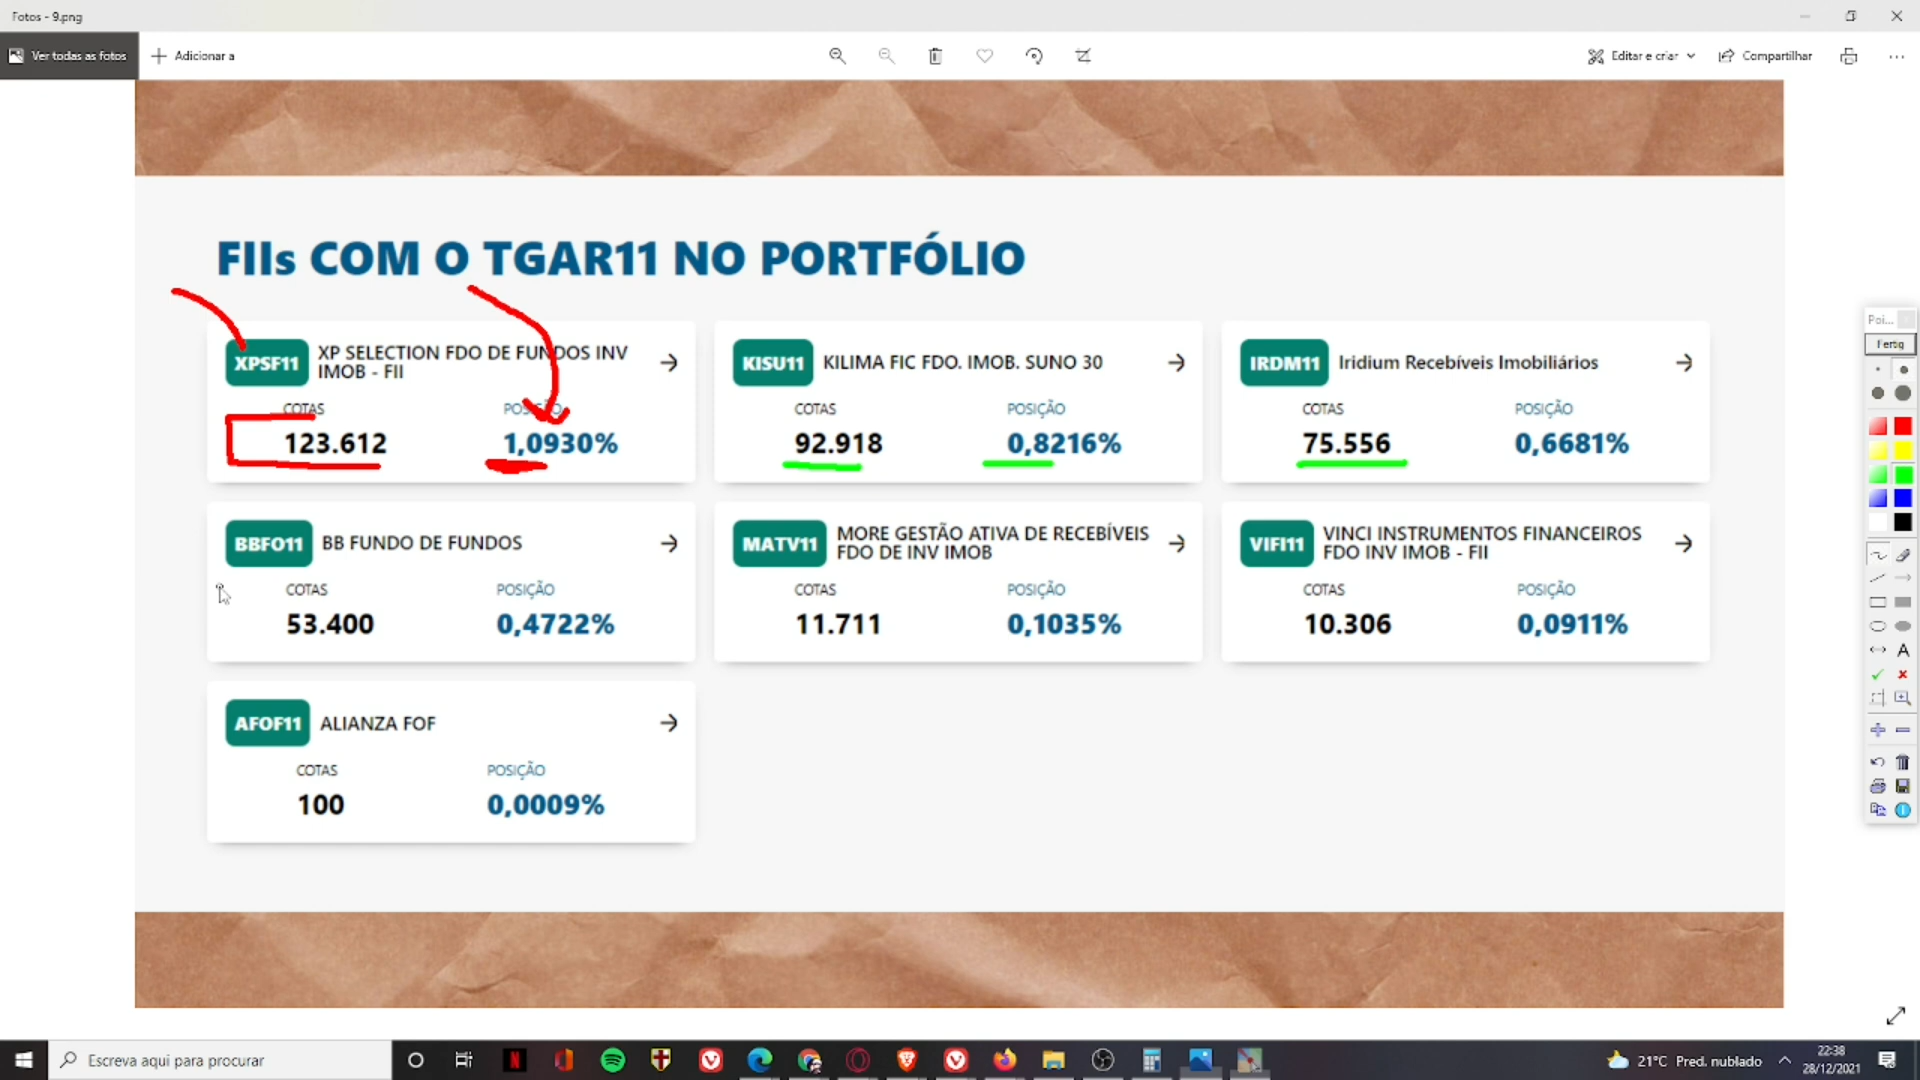 Fotos - 9.png
Ver todas as fotos
Adicionar a
Editar e criar
Compartilhar
FIIs COM O TGAR11 NO PORTFÓLIO
XPSF11
XP SELECTION FDO DE FUNDOS INV
IMOB - FII
COTAS
POSIÇÃO
123.612
1,0930%
KISU11
KILIMA FIC FDO. IMOB. SUNO 30
COTAS
POSIÇÃO
92.918
0,8216%
IRDM11
Iridium Recebíveis Imobiliários
COTAS
POSIÇÃO
75.556
0,6681%
BBFO11
BB FUNDO DE FUNDOS
COTAS
POSIÇÃO
53.400
0,4722%
MATV11
MORE GESTÃO ATIVA DE RECEBÍVEIS
FDO DE INV IMOB
COTAS
POSIÇÃO
11.711
0,1035%
VIFI11
VINCI INSTRUMENTOS FINANCEIROS
FDO INV IMOB - FII
COTAS
POSIÇÃO
10.306
0,0911%
AFOF11
ALIANZA FOF
COTAS
POSIÇÃO
100
0,0009%
Poi...
Fertig
A
Escreva aqui para procurar
21°C Pred. nublado
22:38
28/12/2021